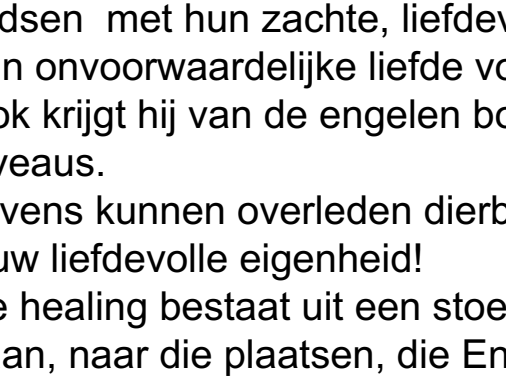 dsen met hun zachte, liefdev
n onvoorwaardelijke liefde vo
ok krijgt hij van de engelen bo
veaus.
vens kunnen overleden dierb
uw liefdevolle eigenheid!
e healing bestaat uit een stoe
an, naar die plaatsen, die En